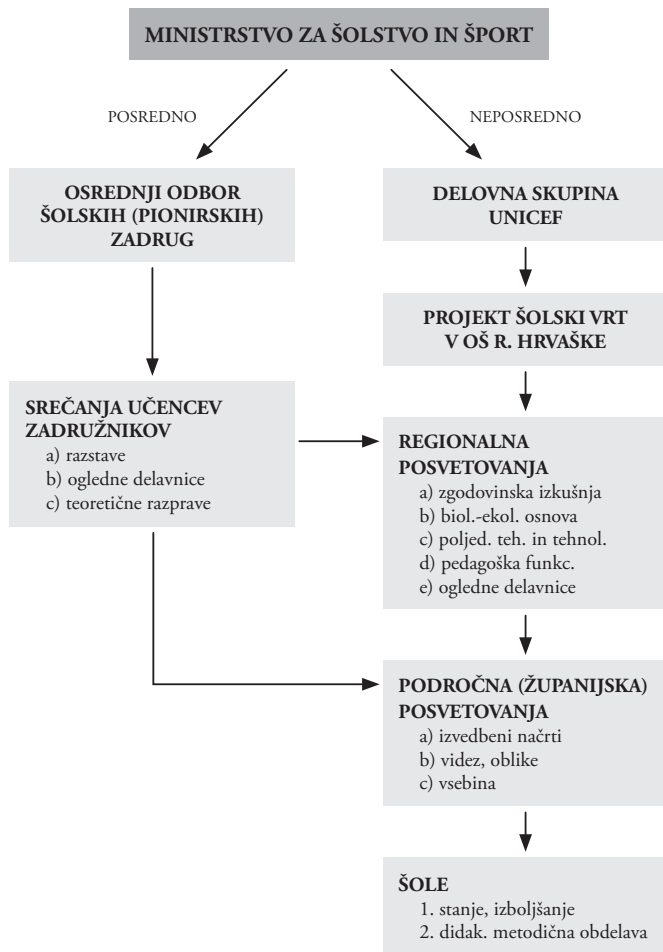 MINISTRSTVO ZA ŠOLSTVO IN ŠPORT
POSREDNO
NEPOSREDNO
OSREDNJI ODBOR
ŠOLSKIH (PIONIRSKIH)
ZADRUG
DELOVNA SKUPINA
UNICEF
PROJEKT ŠOLSKI VRT
V OŠ R. HRVAŠKE
SREČANJA UČENCEV
ZADRUŽNIKOV
a) razstave
b) ogledne delavnice
c) teoretične razprave
REGIONALNA
POSVETOVANJA
a) zgodovinska izkušnja
b) biol.-ekol. osnova
c) poljed. teh. in tehnol.
d) pedagoška funkc.
e) ogledne delavnice
PODROČNA (ŽUPANIJSKA)
POSVETOVANJA
a) izvedbeni načrti
b) videz, oblike
c) vsebina
ŠOLE
1. stanje, izboljšanje
2. didak. metodična obdelava